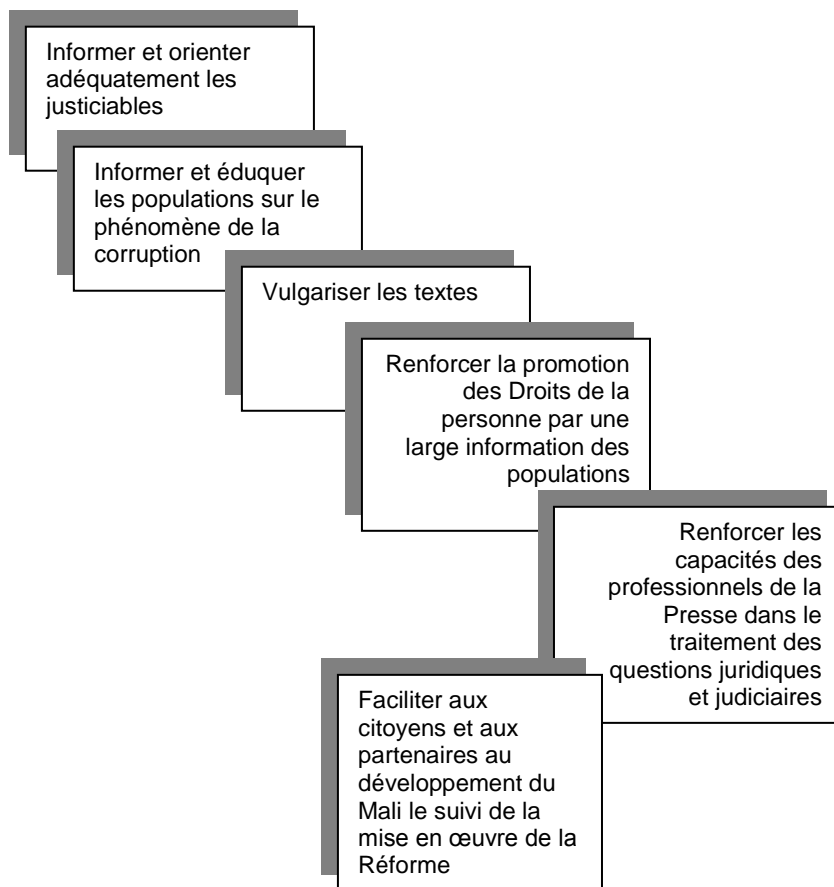 Informer et orienter
adéquatement les
justiciables
Informer et éduquer
les populations sur le
phénomène de la
corruption
Vulgariser les textes
Renforcer la promotion
des Droits de la
personne par une
large information des
populations
Renforcer les
capacités des
professionnels de la
Presse dans le
traitement des
questions juridiques
et judiciaires
Faciliter aux
citoyens et aux
partenaires au
développement du
Mali le suivi de la
mise en œuvre de la
Réforme